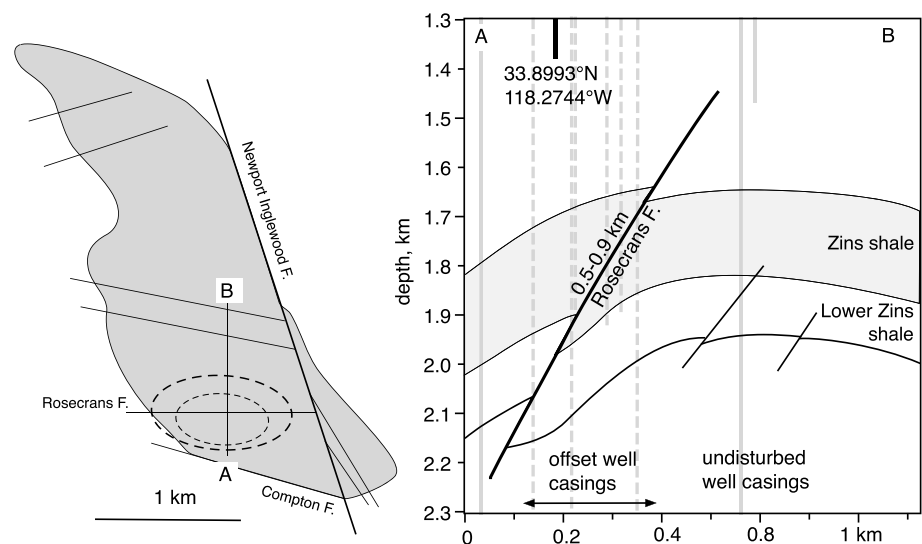 Newport Inglewood F.
B
Rosecrans F.
A
Compton F.
1 km
depth, km
1.3
1.4
1.5
1.6
1.7
1.8
1.9
2.0
2.1
2.2
2.3
A
B
33.8993°N
118.2744°W
0.5-0.9 km
Rosecrans F.
Zins shale
Lower Zins
shale
offset well
casings
undisturbed
well casings
0
0.2
0.4
0.8
1 km